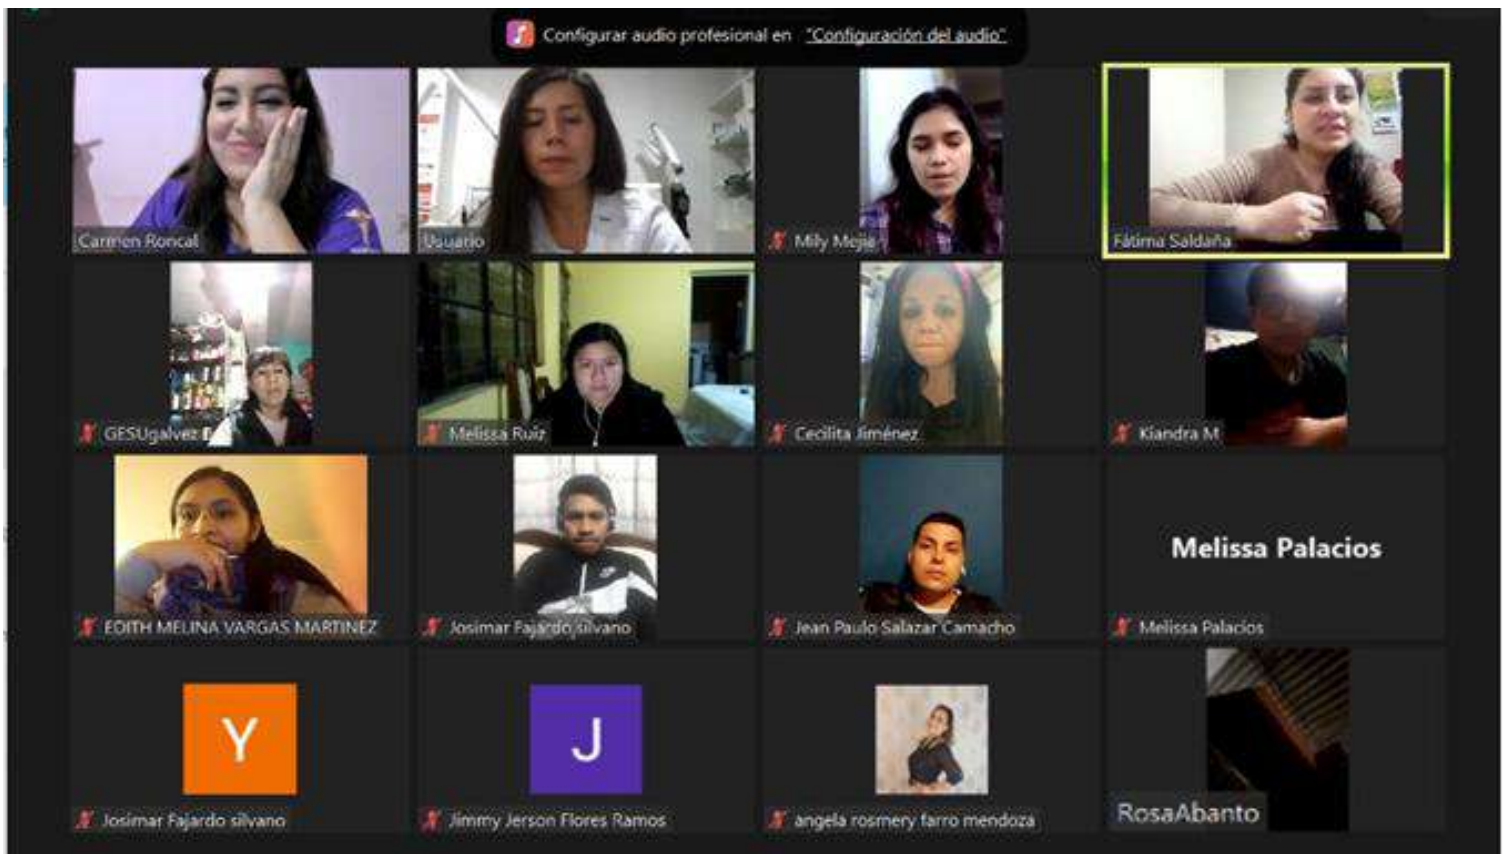 Configurar audio profesional en "Configuración del audio"
Carmen Roncal
Usuario
Mily Mejia
Fátima Saldaña
GESUgalvez
Melissa Ruiz
Cecilita Jiménez
Kiandra M
EDITH MELINA VARGAS MARTINEZ
Josimar Fajardo silvano
Jean Paulo Salazar Camacho
Melissa Palacios
Melissa Palacios
Y
Josimar Fajardo silvano
J
Jimmy Jerson Flores Ramos
angela rosmery farro mendoza
RosaAbanto